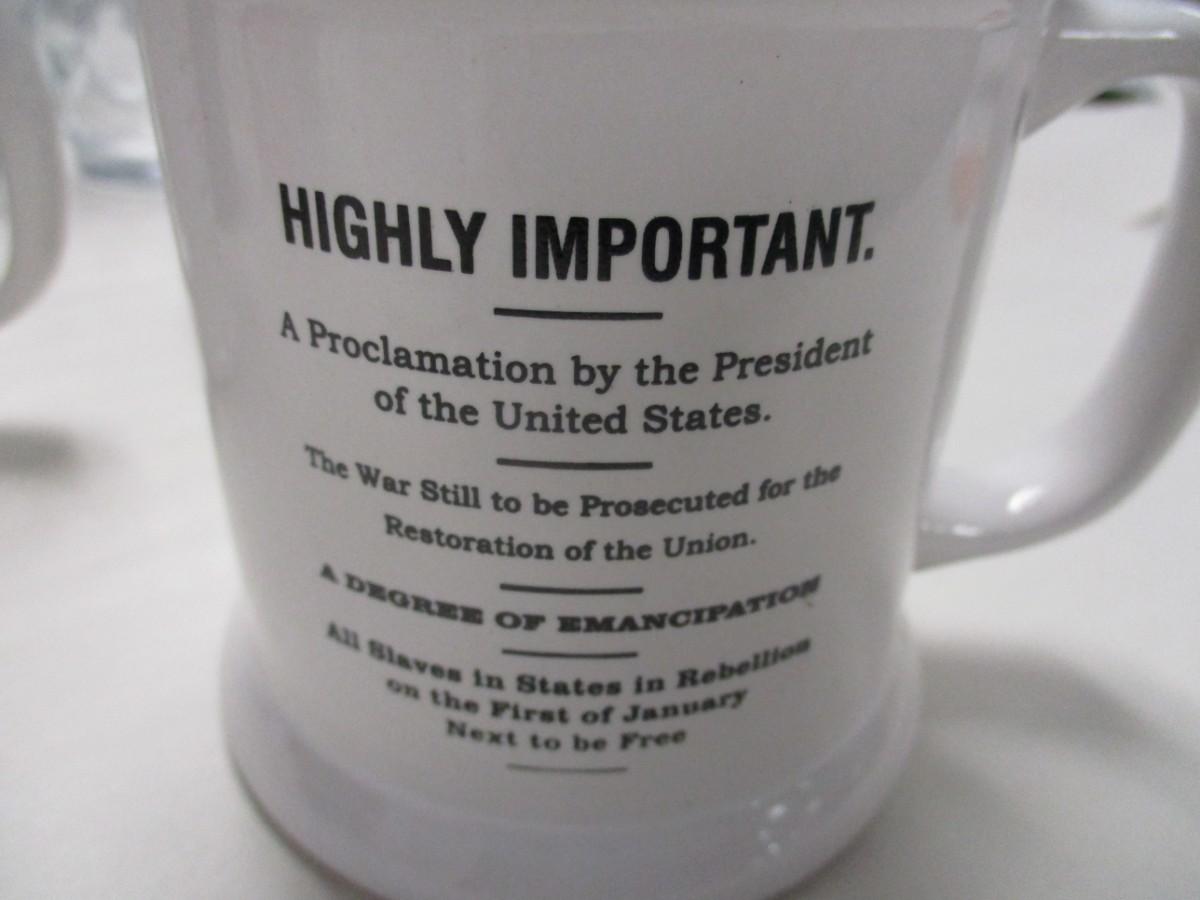 HIGHLY IMPORTANT.
A Proclamation by the President
of the United States.
The War Still to be Prosecuted for the
Restoration of the Union.
A DEGREE OF EMANCIPATION
All Slaves in States in Rebellion
on the First of January
Next to be Free